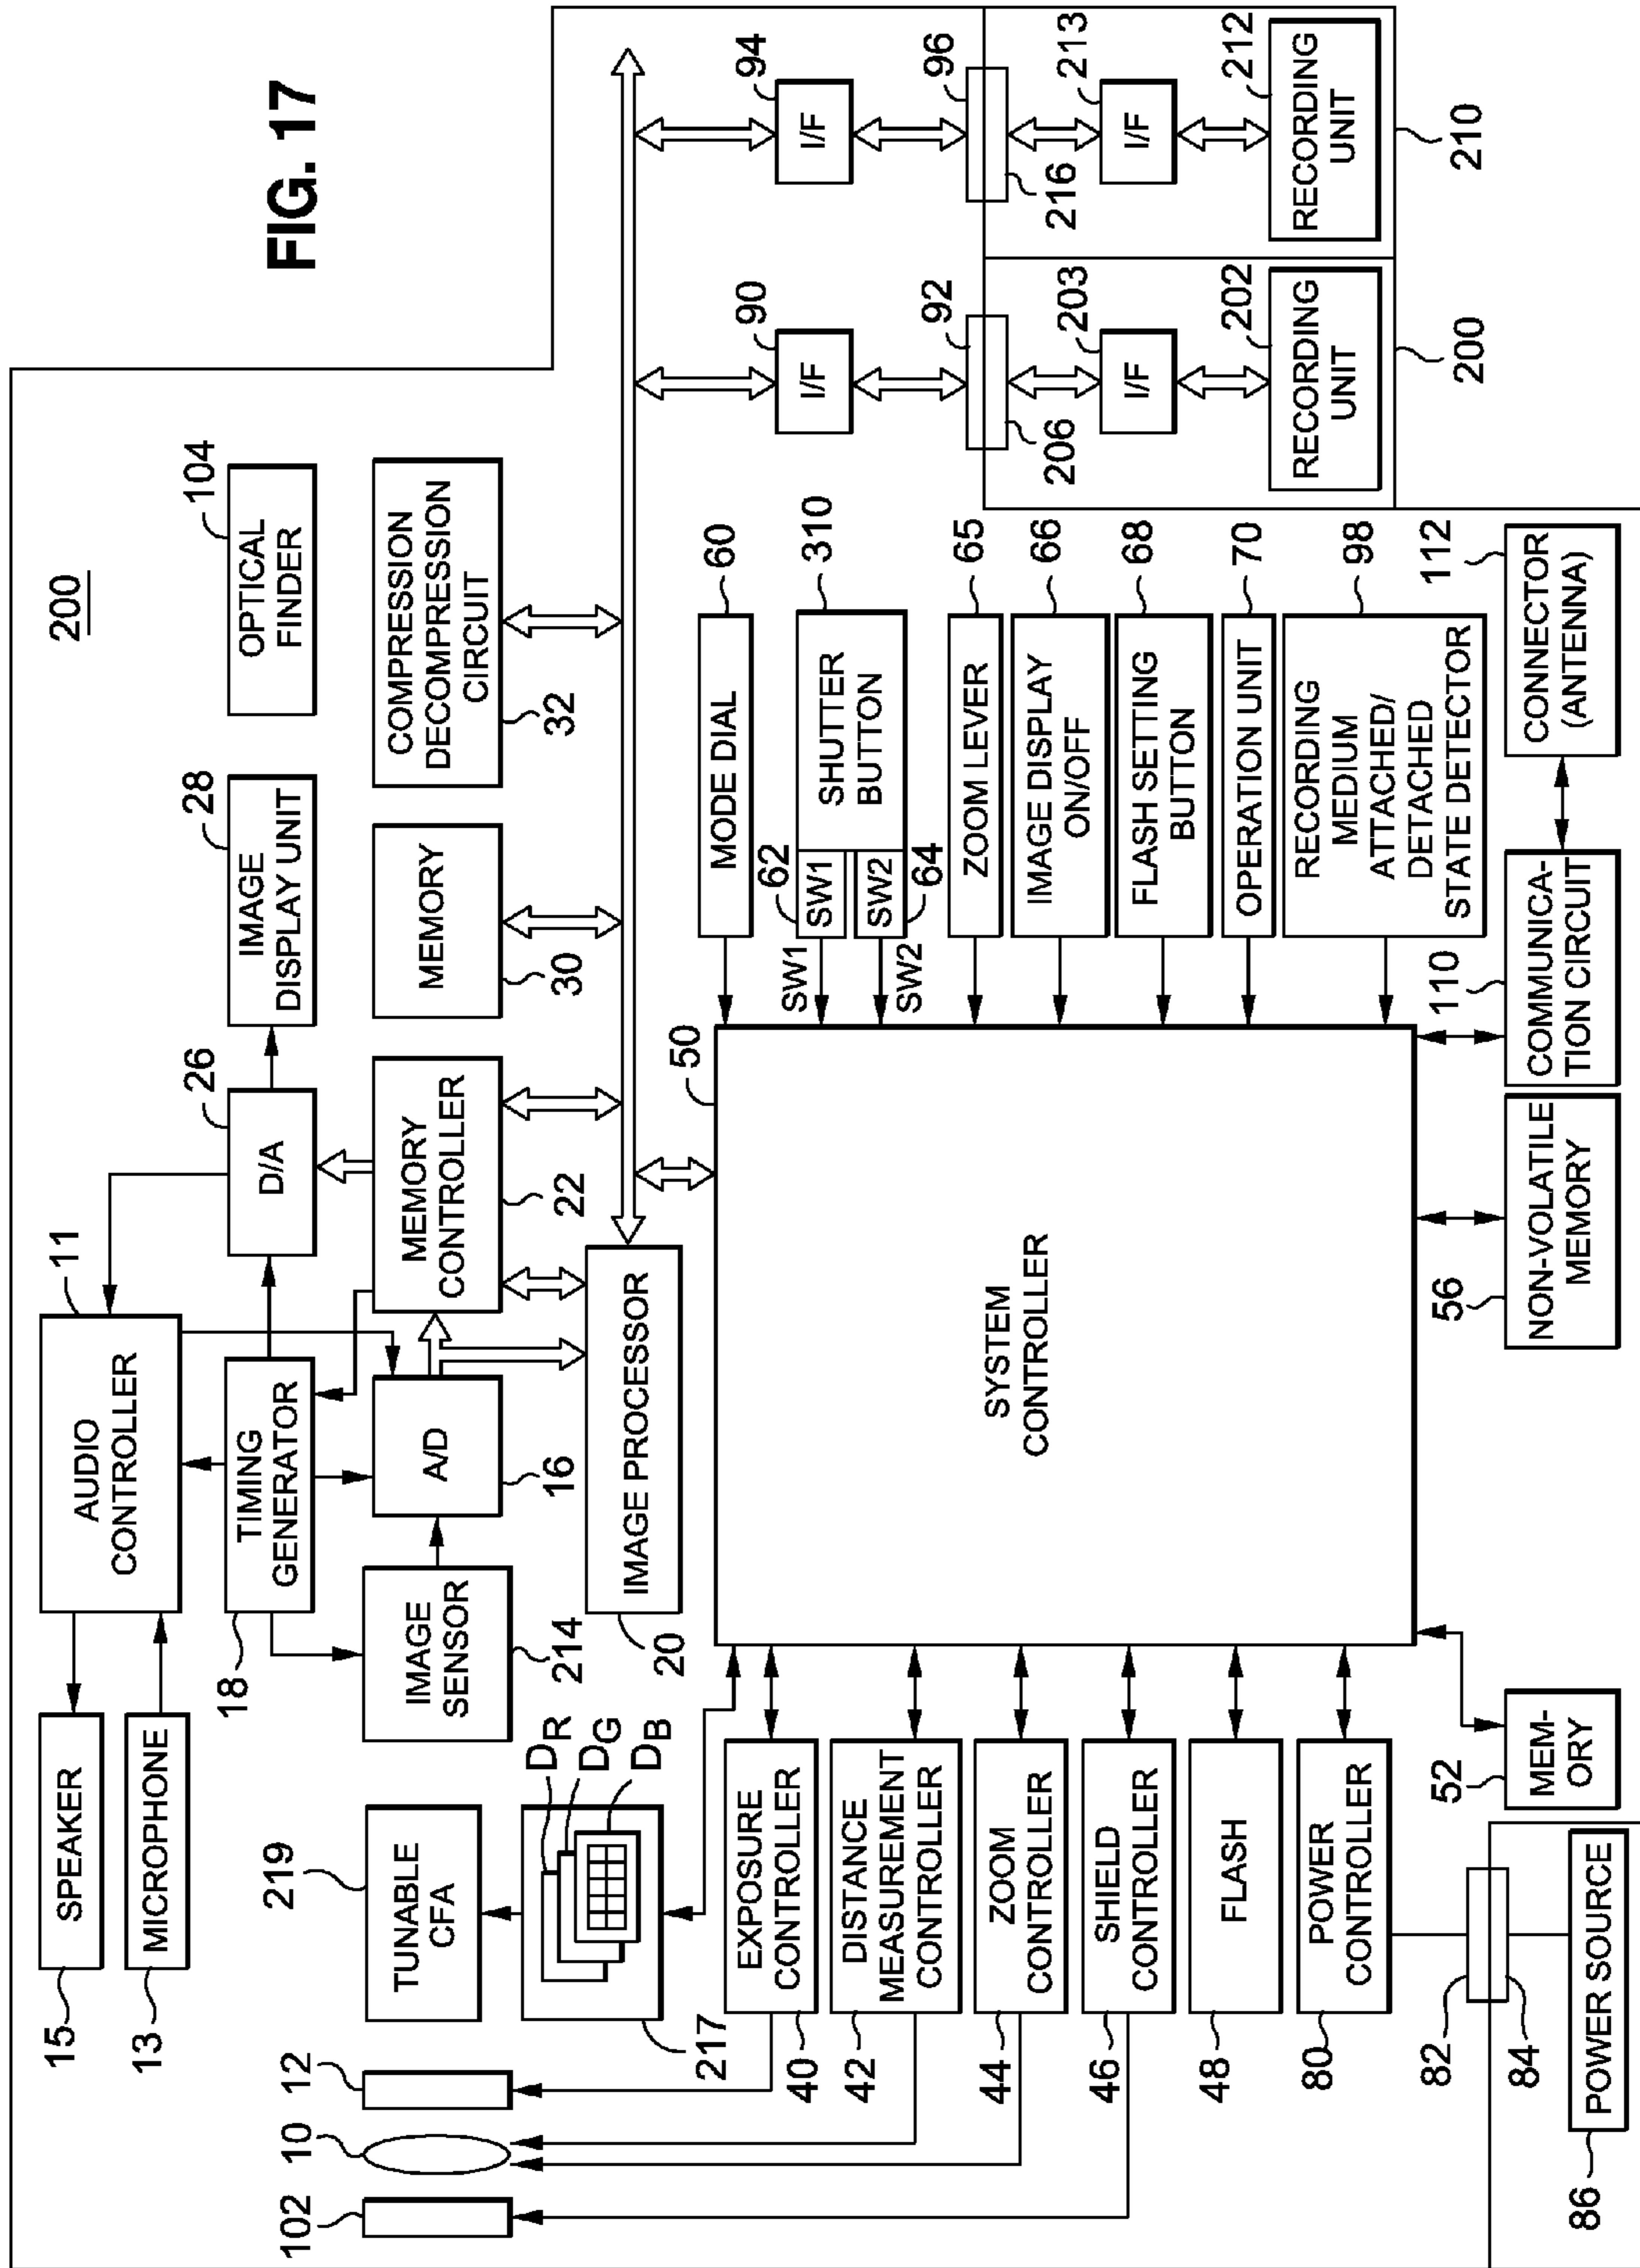 FIG. 17
200
SPEAKER
15
MICROPHONE
13
AUDIO
CONTROLLER
11
TIMING
GENERATOR
18
D/A
26
IMAGE
DISPLAY UNIT
28
OPTICAL
FINDER
104
12
10
102
TUNABLE
CFA
219
DR
DG
DB
217
IMAGE
SENSOR
214
A/D
16
MEMORY
CONTROLLER
22
MEMORY
30
COMPRESSION
DECOMPRESSION
CIRCUIT
32
IMAGE PROCESSOR
20
EXPOSURE
CONTROLLER
40
DISTANCE
MEASUREMENT
CONTROLLER
42
ZOOM
CONTROLLER
44
SHIELD
CONTROLLER
46
FLASH
48
POWER
CONTROLLER
80
82
84
POWER SOURCE
86
SYSTEM
CONTROLLER
50
MEM-
ORY
52
NON-VOLATILE
MEMORY
56
COMMUNICA-
TION CIRCUIT
110
CONNECTOR
(ANTENNA)
112
MODE DIAL
60
SHUTTER
BUTTON
310
SW1
62
SW1
SW2
64
SW2
ZOOM LEVER
65
IMAGE DISPLAY
ON/OFF
66
FLASH SETTING
BUTTON
68
OPERATION UNIT
70
RECORDING
MEDIUM
ATTACHED/
DETACHED
STATE DETECTOR
98
I/F
90
92
206
I/F
203
RECORDING
UNIT
202
200
I/F
94
96
216
I/F
213
RECORDING
UNIT
212
210